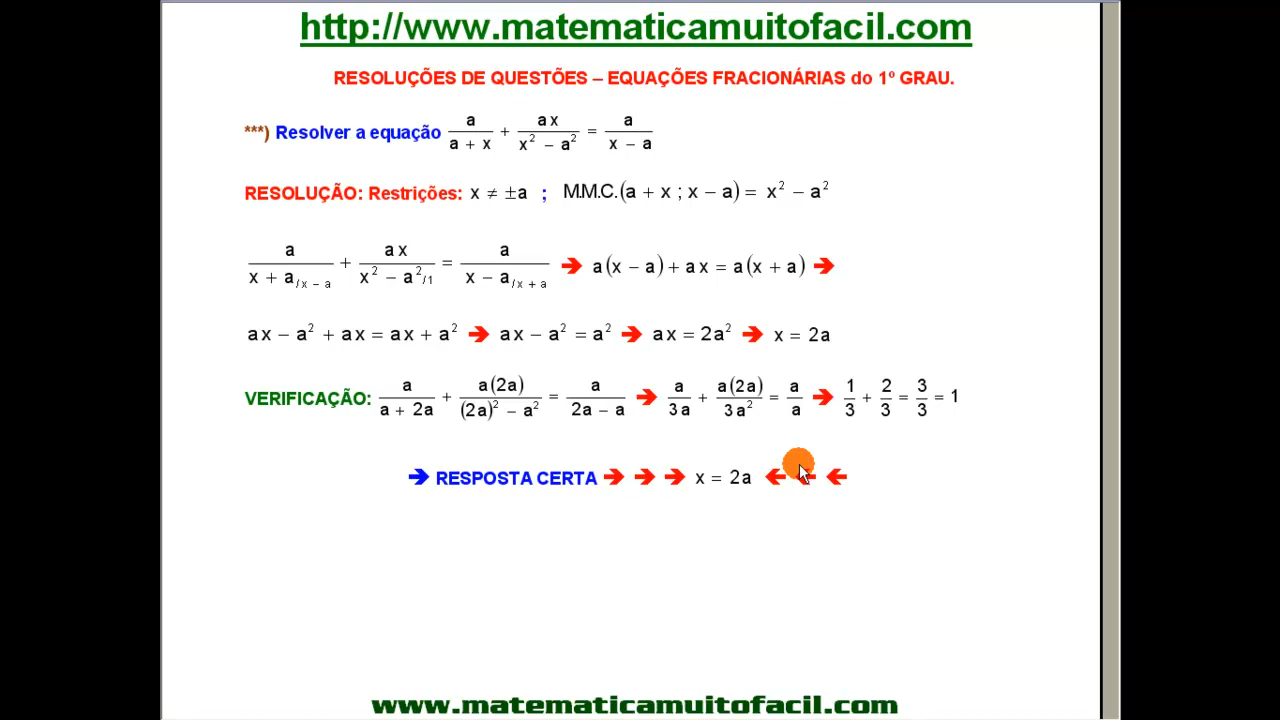 http://www.matematicamuitofacil.com
RESOLUÇÕES DE QUESTÕES – EQUAÇÕES FRACIONÁRIAS do 1º GRAU.
***) Resolver a equação a/(a + x) + ax/(x² − a²) = a/(x − a)
RESOLUÇÃO: Restrições: x ≠ ±a ; M.M.C.(a + x ; x − a) = x² − a²
a/(x + a) /x − a + ax/(x² − a²) /1 = a/(x − a) /x + a ➔ a(x − a) + ax = a(x + a) ➔
ax − a² + ax = ax + a² ➔ ax − a² = a² ➔ ax = 2a² ➔ x = 2a
VERIFICAÇÃO: a/(a + 2a) + a(2a)/((2a)² − a²) = a/(2a − a) ➔ a/3a + a(2a)/3a² = a/a ➔ 1/3 + 2/3 = 3/3 = 1
➔ RESPOSTA CERTA ➔ ➔ ➔ x = 2a ← ← ←
www.matematicamuitofacil.com